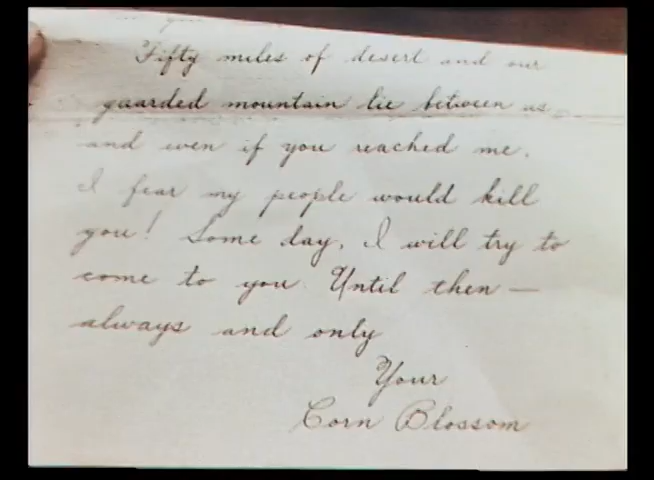 Fifty miles of desert and our
guarded mountain lie between us
and even if you reached me,
I fear my people would kill
you! Some day, I will try to
come to you. Until then —
always and only
Your
Corn Blossom